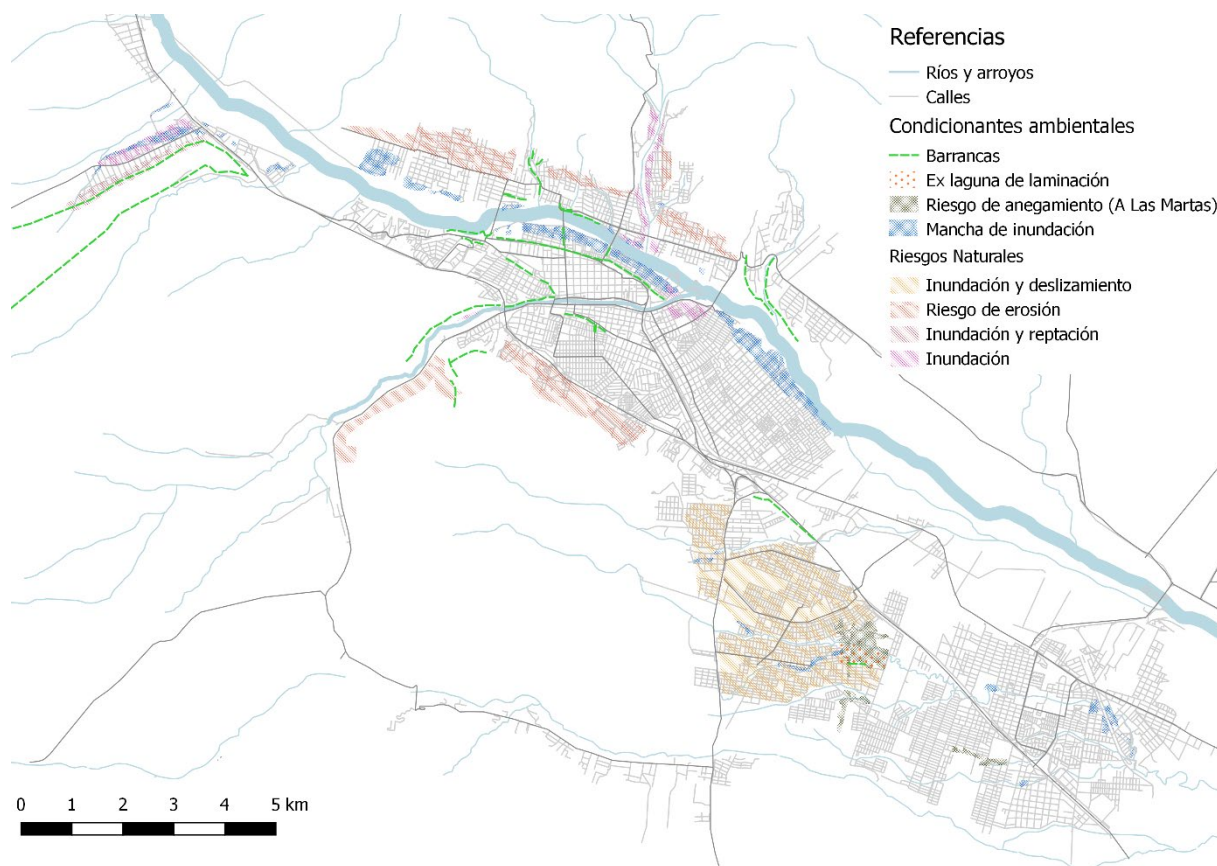 Referencias
Ríos y arroyos
Calles
Condicionantes ambientales
Barrancas
Ex laguna de laminación
Riesgo de anegamiento (A Las Martas)
Mancha de inundación
Riesgos Naturales
Inundación y deslizamiento
Riesgo de erosión
Inundación y reptación
Inundación
0 1 2 3 4 5 km